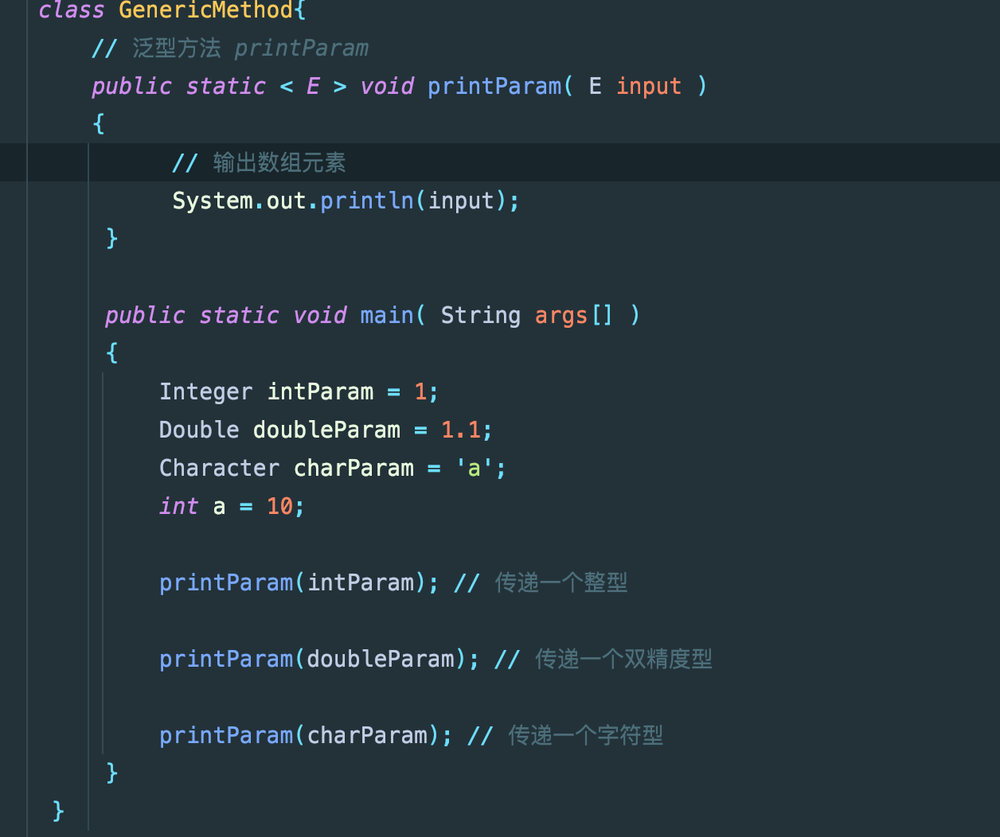 class GenericMethod{
// 泛型方法 printParam
public static < E > void printParam( E input )
{
// 输出数组元素
System.out.println(input);
}
public static void main( String args[] )
{
Integer intParam = 1;
Double doubleParam = 1.1;
Character charParam = 'a';
int a = 10;
printParam(intParam); // 传递一个整型
printParam(doubleParam); // 传递一个双精度型
printParam(charParam); // 传递一个字符型
}
}